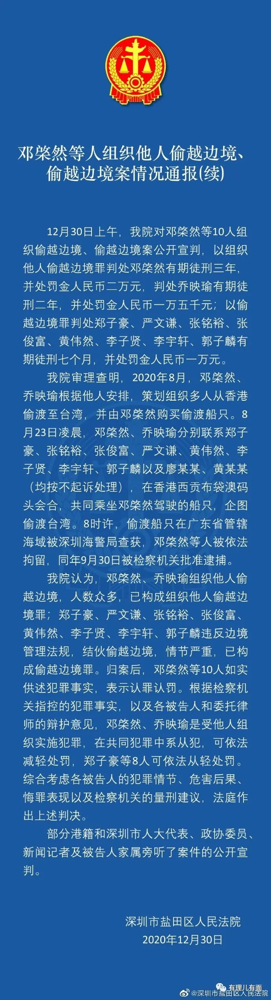 邓棨然等人组织他人偷越边境、
偷越边境案情况通报(续)
12月30日上午，我院对邓棨然等10人组
织偷越边境、偷越边境案公开宣判，以组织
他人偷越边境罪判处邓棨然有期徒刑三年，
并处罚金人民币二万元，判处乔映瑜有期徒
刑二年，并处罚金人民币一万五千元；以偷
越边境罪判处郑子豪、严文谦、张铭裕、张
俊富、黄伟然、李子贤、李宇轩、郭子麟有
期徒刑七个月，并处罚金人民币一万元。
我院审理查明，2020年8月，邓棨然、
乔映瑜根据他人安排，策划组织多人从香港
偷渡至台湾，并由邓棨然购买偷渡船只。8
月23日凌晨，邓棨然、乔映瑜分别联系郑子
豪、张铭裕、张俊富、严文谦、黄伟然、李
子贤、李宇轩、郭子麟以及廖某某、黄某某
（均按不起诉处理），在香港西贡布袋澳码
头会合，共同乘坐邓棨然驾驶的船只，企图
偷渡台湾。8时许，偷渡船只在广东省管辖
海域被深圳海警局查获，邓棨然等人被依法
拘留，同年9月30日被检察机关批准逮捕。
我院认为，邓棨然、乔映瑜组织他人偷
越边境，人数众多，已构成组织他人偷越边
境罪；郑子豪、严文谦、张铭裕、张俊富、
黄伟然、李子贤、李宇轩、郭子麟违反边境
管理法规，结伙偷越边境，情节严重，已构
成偷越边境罪。归案后，邓棨然等10人如实
供述犯罪事实，表示认罪认罚。根据检察机
关指控的犯罪事实，以及各被告人和委托律
师的辩护意见，邓棨然、乔映瑜是受他人组
织实施犯罪，在共同犯罪中系从犯，可依法
减轻处罚，郑子豪等8人可依法从轻处罚。
综合考虑各被告人的犯罪情节、危害后果、
悔罪表现以及检察机关的量刑建议，法庭作
出上述判决。
部分港籍和深圳市人大代表、政协委员、
新闻记者及被告人家属旁听了案件的公开宣
判。
深圳市盐田区人民法院
2020年12月30日
有理儿有面
@深圳市盐田区人民法院